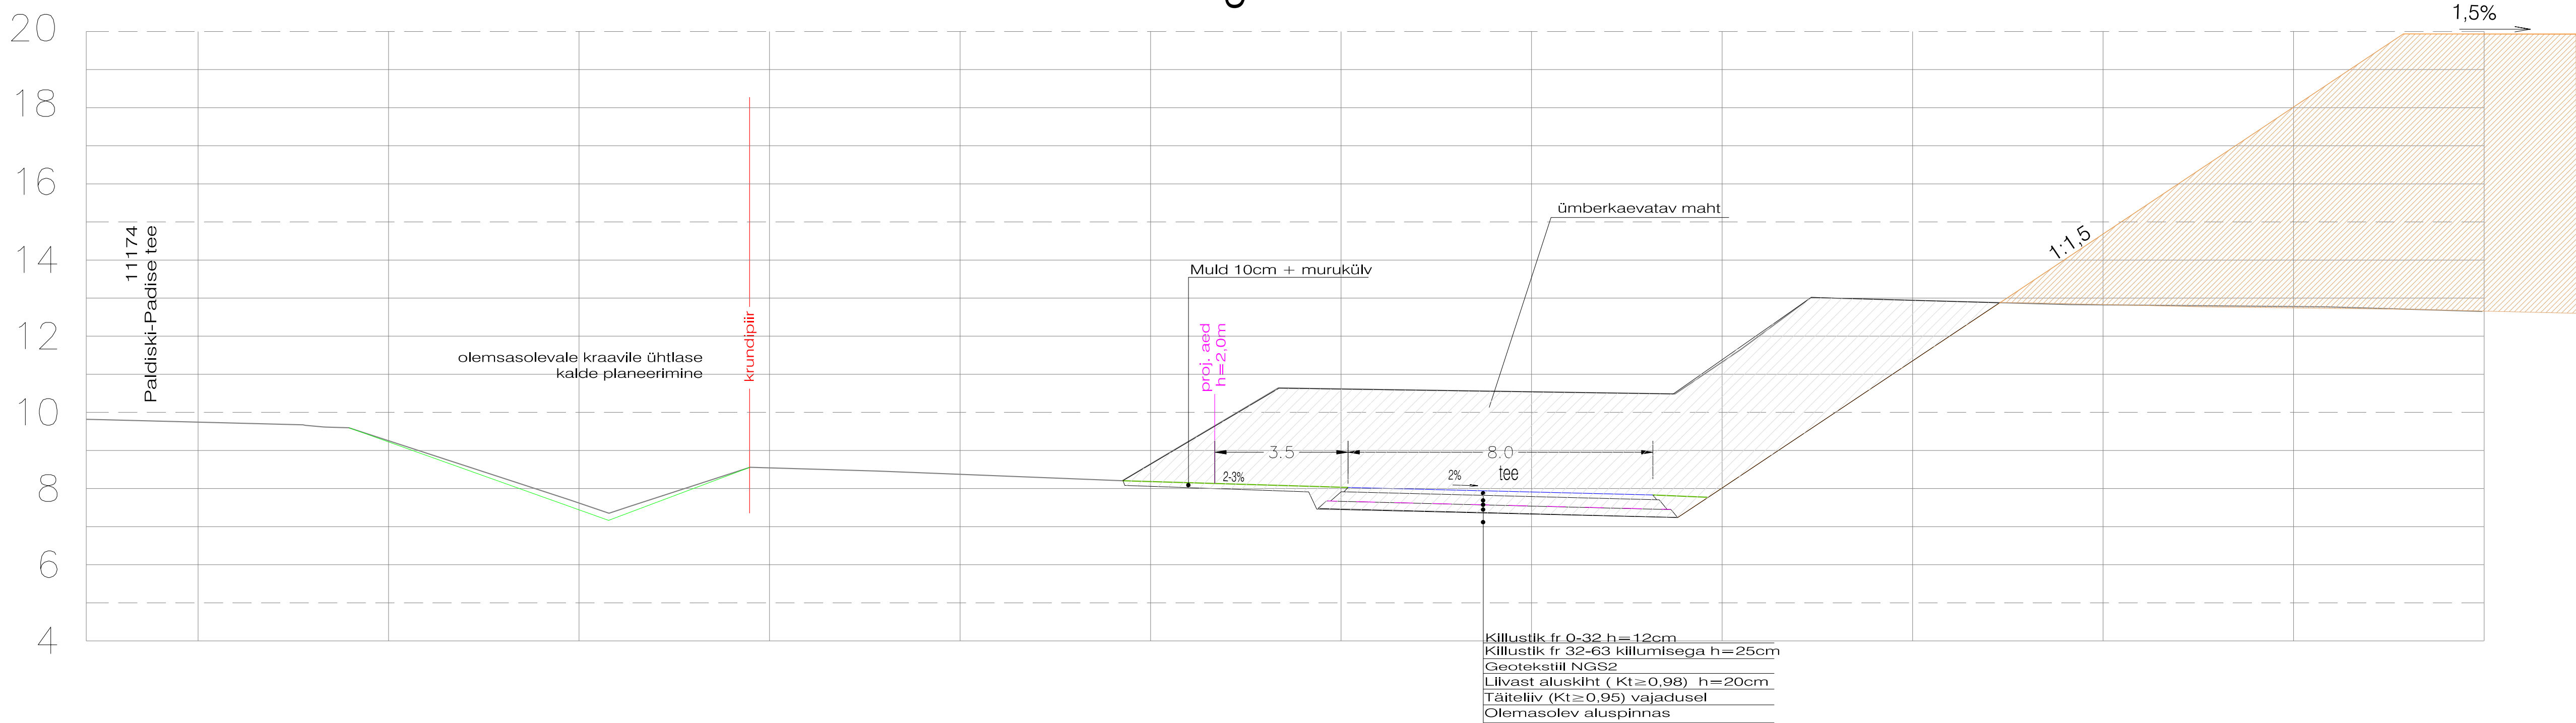 1,5%
20
18
16
14
12
10
8
6
4
11174
Paldiski-Padise tee
olemsasolevale kraavile ühtlase
kalde planeerimine
krundipiir
Muld 10cm + murukülv
proj. aed
h=2,0m
ümberkaevatav maht
1:1,5
3.5
8.0
2-3%
2%
tee
Killustik fr 0-32 h=12cm
Killustik fr 32-63 kiilumisega h=25cm
Geotekstiil NGS2
Liivast aluskiht ( Kt≥0,98) h=20cm
Täiteliiv (Kt≥0,95) vajadusel
Olemasolev aluspinnas